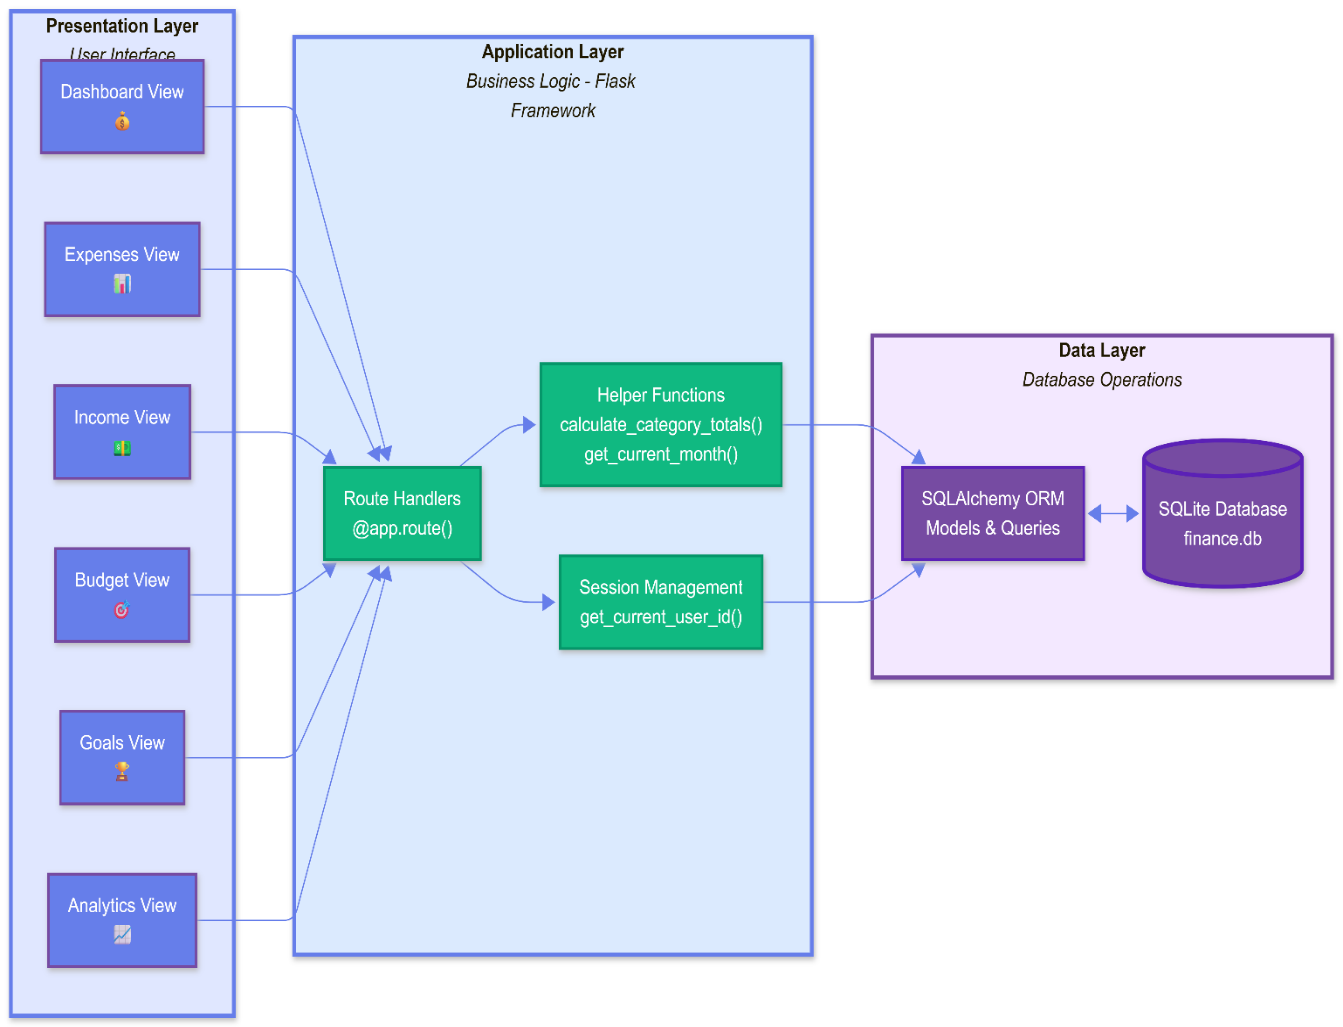 Presentation Layer
User Interface
Dashboard View
Expenses View
Income View
Budget View
Goals View
Analytics View
Application Layer
Business Logic - Flask
Framework
Route Handlers
@app.route()
Helper Functions
calculate_category_totals()
get_current_month()
Session Management
get_current_user_id()
Data Layer
Database Operations
SQLAlchemy ORM
Models & Queries
SQLite Database
finance.db